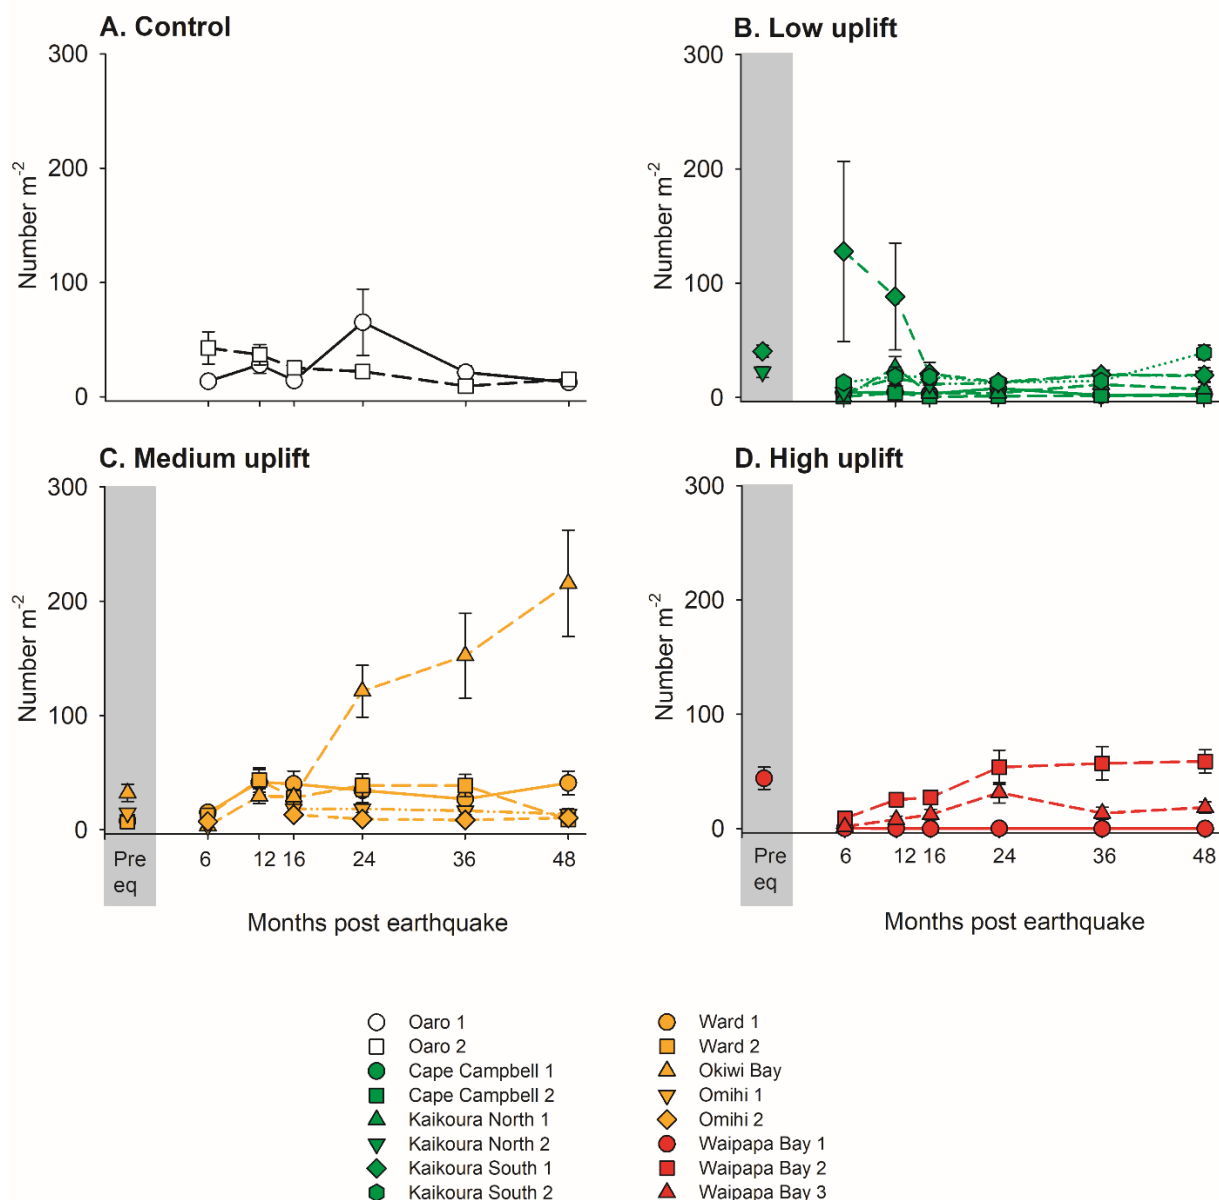 A. Control
300
200
100
0
Number m-2
B. Low uplift
300
200
100
0
Number m-2
C. Medium uplift
300
200
100
0
Number m-2
Pre eq
6
12
16
24
36
48
Months post earthquake
D. High uplift
300
200
100
0
Number m-2
Pre eq
6
12
16
24
36
48
Months post earthquake
Oaro 1
Oaro 2
Cape Campbell 1
Cape Campbell 2
Kaikoura North 1
Kaikoura North 2
Kaikoura South 1
Kaikoura South 2
Ward 1
Ward 2
Okiwi Bay
Omihi 1
Omihi 2
Waipapa Bay 1
Waipapa Bay 2
Waipapa Bay 3